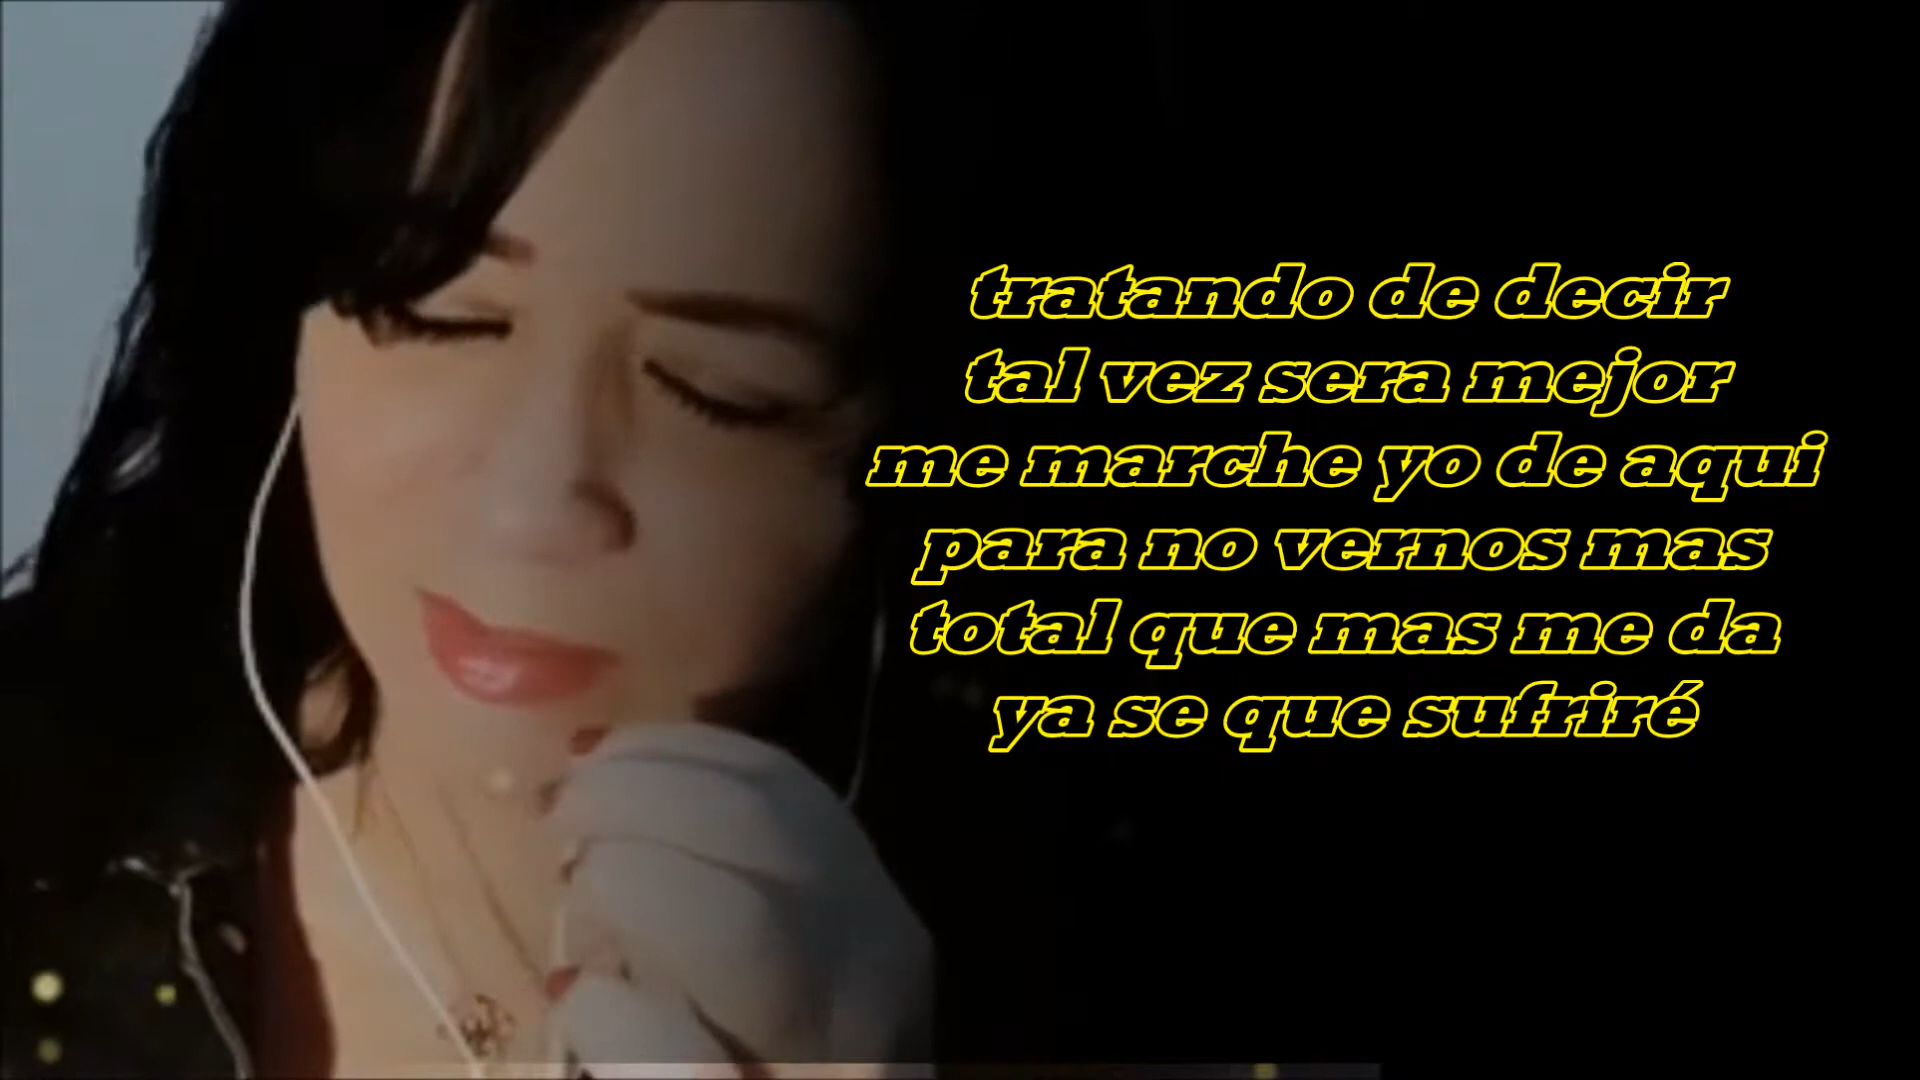 tratando de decir
tal vez sera mejor
me marche yo de aqui
para no vernos mas
total que mas me da
ya se que sufriré